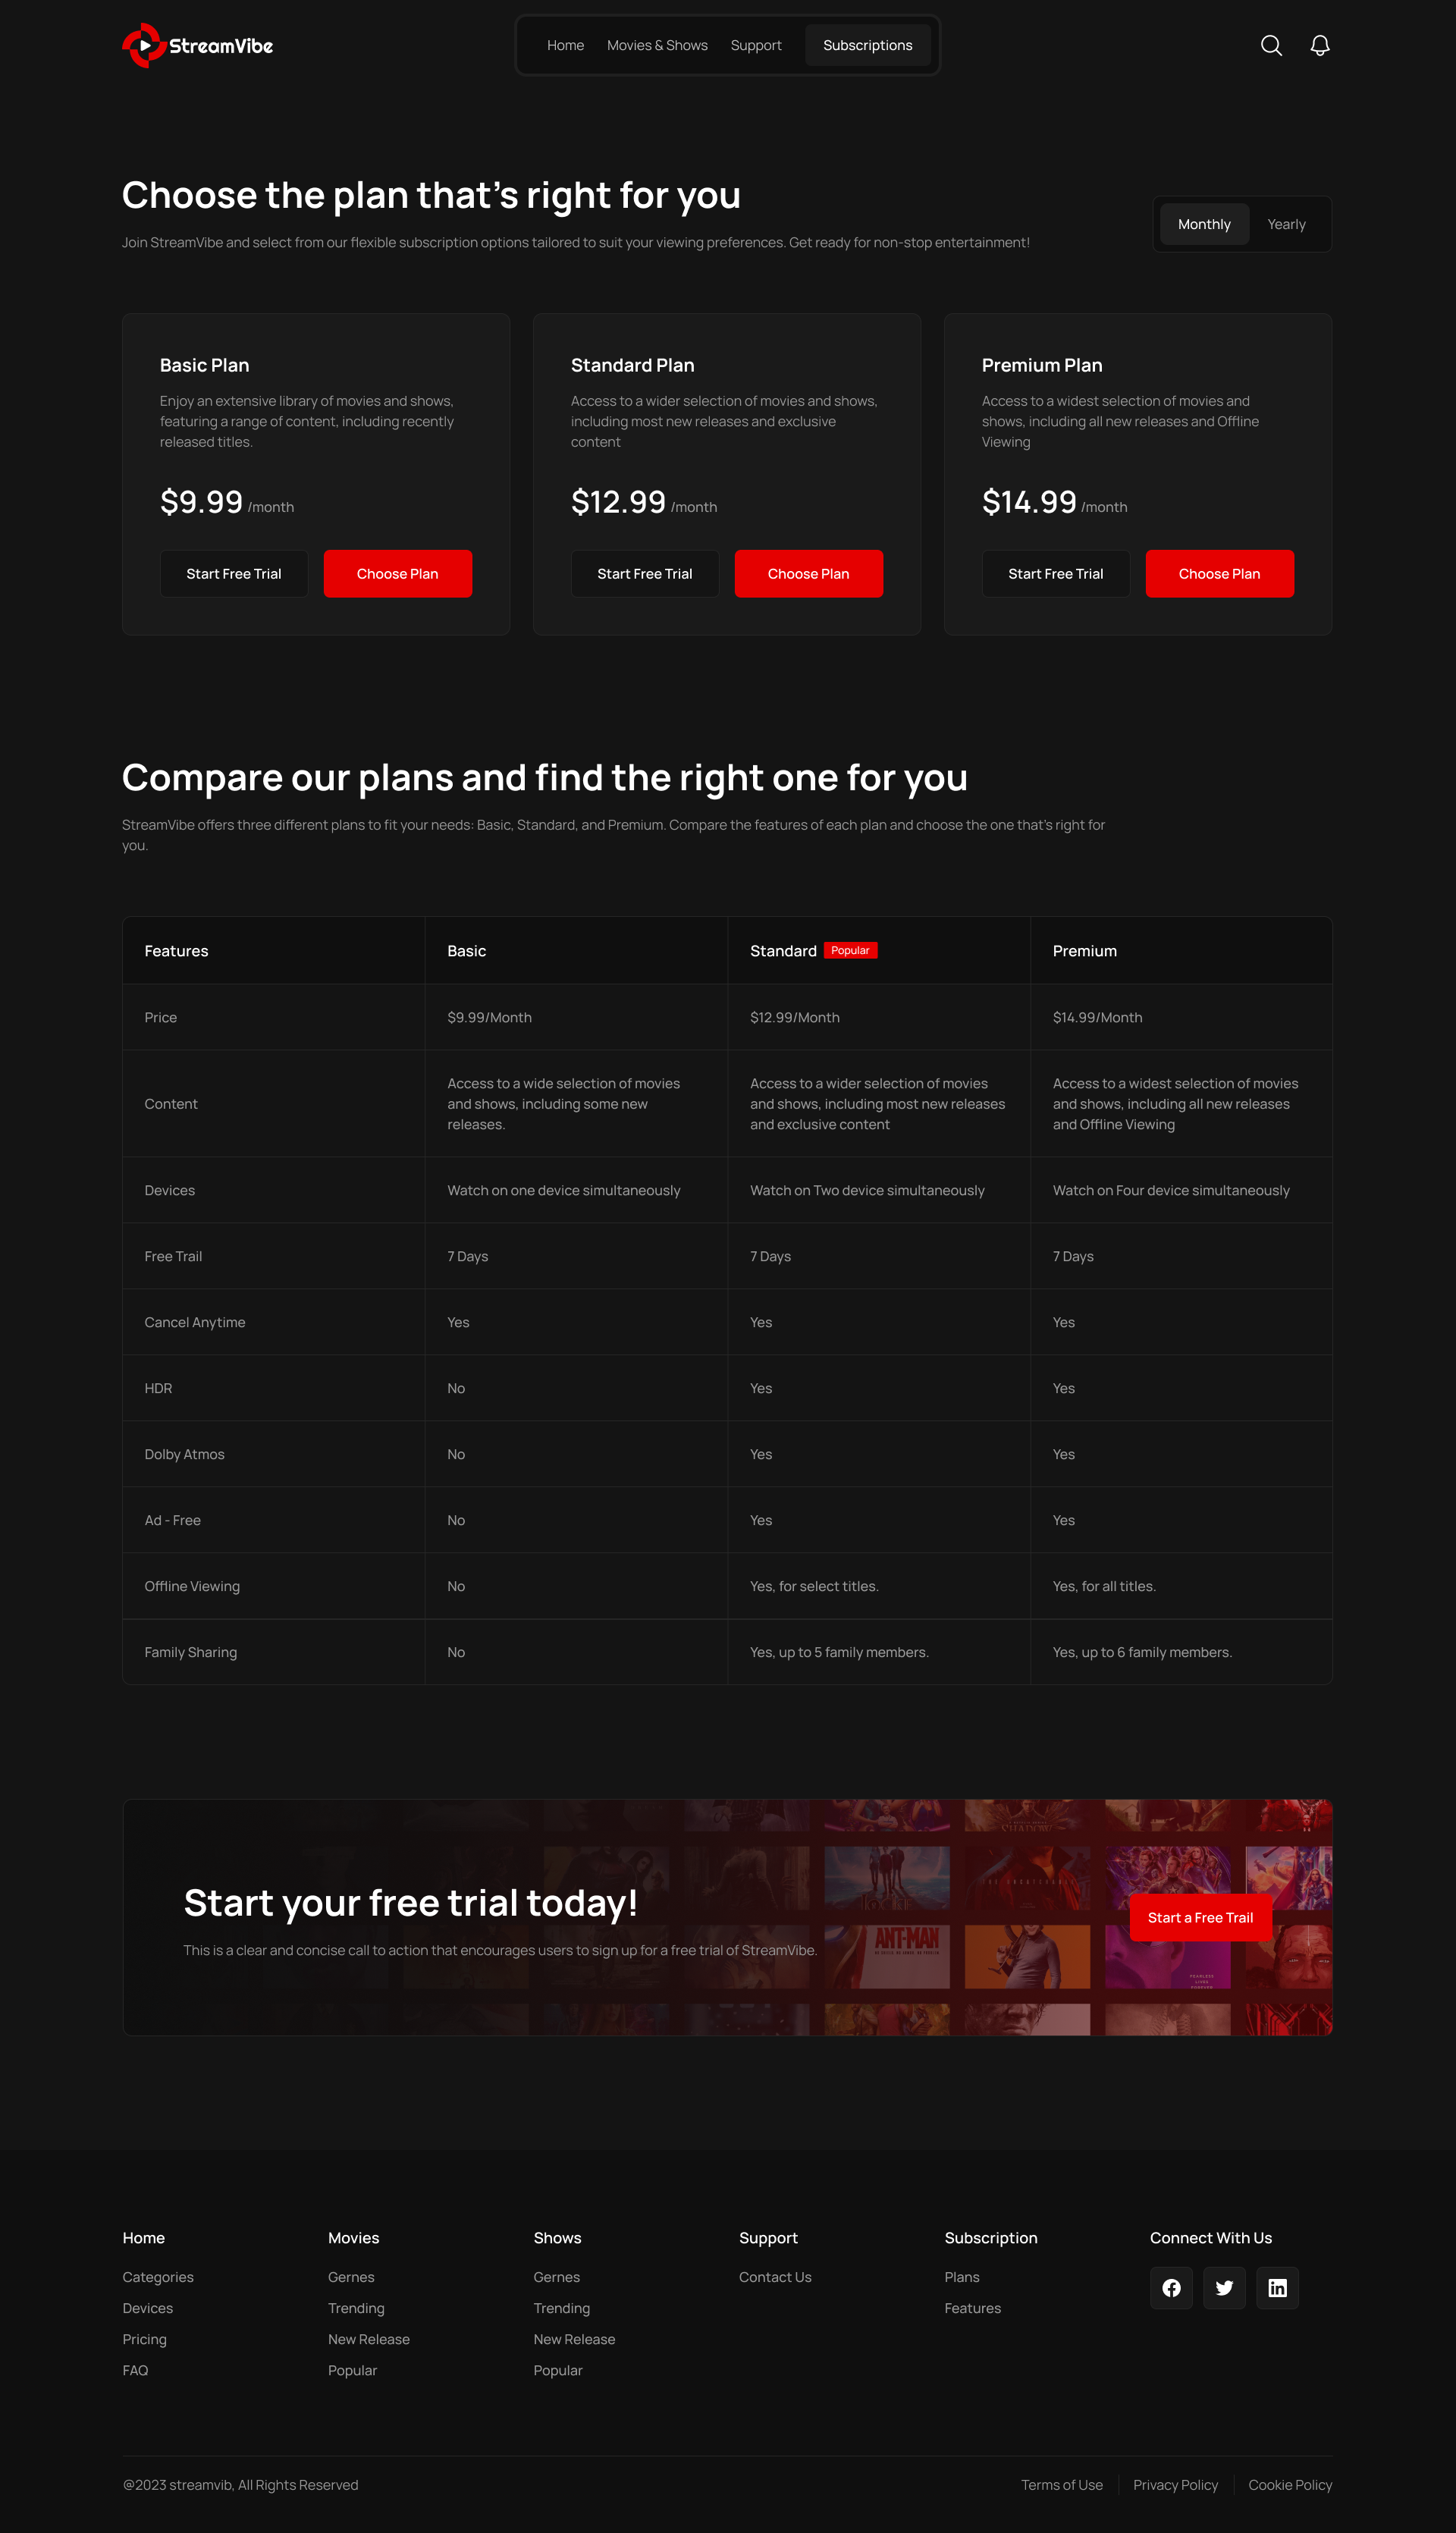 StreamVibe
Home Movies & Shows Support Subscriptions
Choose the plan that's right for you
Join StreamVibe and select from our flexible subscription options tailored to suit your viewing preferences. Get ready for non-stop entertainment!
Monthly Yearly
Basic Plan
Enjoy an extensive library of movies and shows,
featuring a range of content, including recently
released titles.
$9.99 /month
Start Free Trial Choose Plan
Standard Plan
Access to a wider selection of movies and shows,
including most new releases and exclusive
content
$12.99 /month
Start Free Trial Choose Plan
Premium Plan
Access to a widest selection of movies and
shows, including all new releases and Offline
Viewing
$14.99 /month
Start Free Trial Choose Plan
Compare our plans and find the right one for you
StreamVibe offers three different plans to fit your needs: Basic, Standard, and Premium. Compare the features of each plan and choose the one that's right for
you.
Features Basic Standard Popular Premium
Price $9.99/Month $12.99/Month $14.99/Month
Content
Access to a wide selection of movies
and shows, including some new
releases.
Access to a wider selection of movies
and shows, including most new releases
and exclusive content
Access to a widest selection of movies
and shows, including all new releases
and Offline Viewing
Devices Watch on one device simultaneously Watch on Two device simultaneously Watch on Four device simultaneously
Free Trail 7 Days 7 Days 7 Days
Cancel Anytime Yes Yes Yes
HDR No Yes Yes
Dolby Atmos No Yes Yes
Ad - Free No Yes Yes
Offline Viewing No Yes, for select titles. Yes, for all titles.
Family Sharing No Yes, up to 5 family members. Yes, up to 6 family members.
Start your free trial today!
This is a clear and concise call to action that encourages users to sign up for a free trial of StreamVibe.
Start a Free Trail
SHADOW
ANT-MAN
FEARLESS
LIVES
FOREVER
Home
Categories
Devices
Pricing
FAQ
Movies
Gernes
Trending
New Release
Popular
Shows
Gernes
Trending
New Release
Popular
Support
Contact Us
Subscription
Plans
Features
Connect With Us
@2023 streamvib, All Rights Reserved
Terms of Use Privacy Policy Cookie Policy